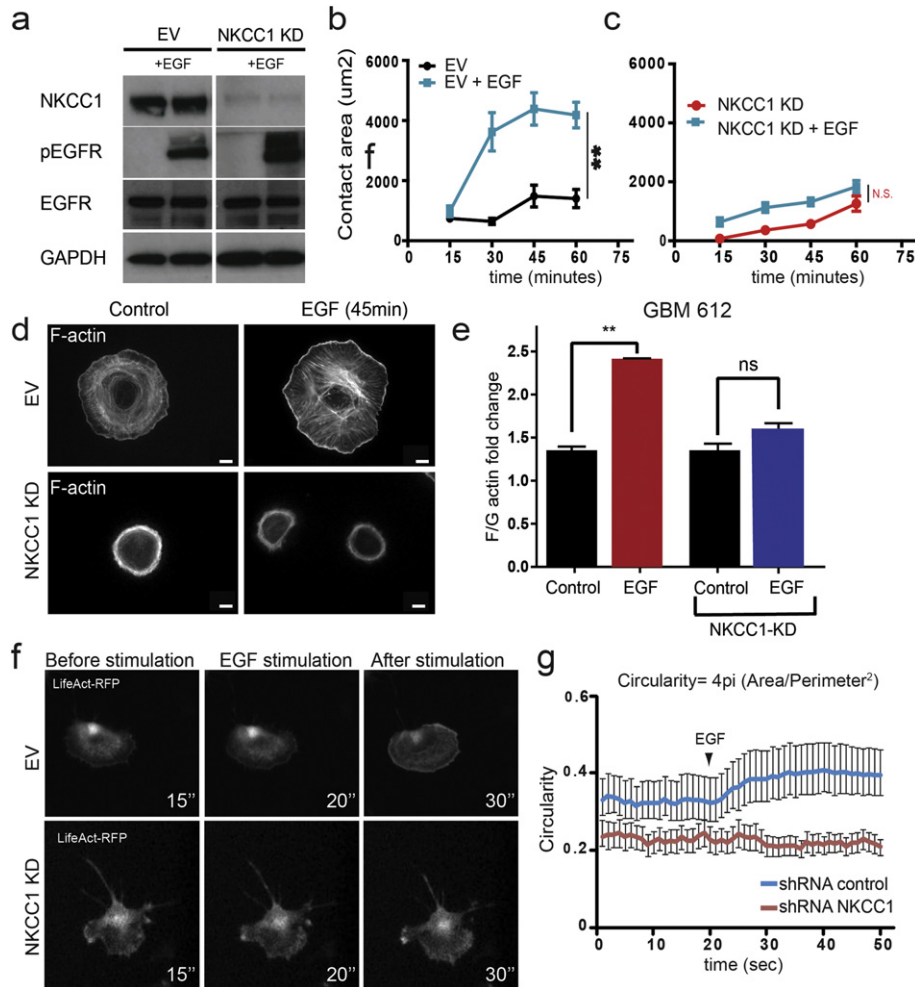 a
EV
NKCC1 KD
+EGF
+EGF
NKCC1
pEGFR
EGFR
GAPDH
b
Contact area (um2)
f
6000
4000
2000
0
EV
EV + EGF
**
0 15 30 45 60 75
time (minutes)
c
6000
4000
2000
0
NKCC1 KD
NKCC1 KD + EGF
N.S.
0 15 30 45 60 75
time (minutes)
d
Control
EGF (45min)
EV
F-actin
NKCC1 KD
F-actin
e
GBM 612
F/G actin fold change
2.5
2.0
1.5
1.0
0.5
0.0
**
ns
Control
EGF
Control
EGF
NKCC1-KD
f
Before stimulation
EGF stimulation
After stimulation
EV
LifeAct-RFP
15”
20”
30”
NKCC1 KD
LifeAct-RFP
15”
20”
30”
g
Circularity= 4pi (Area/Perimeter²)
Circularity
0.6
0.4
0.2
0
EGF
shRNA control
shRNA NKCC1
0 10 20 30 40 50
time (sec)